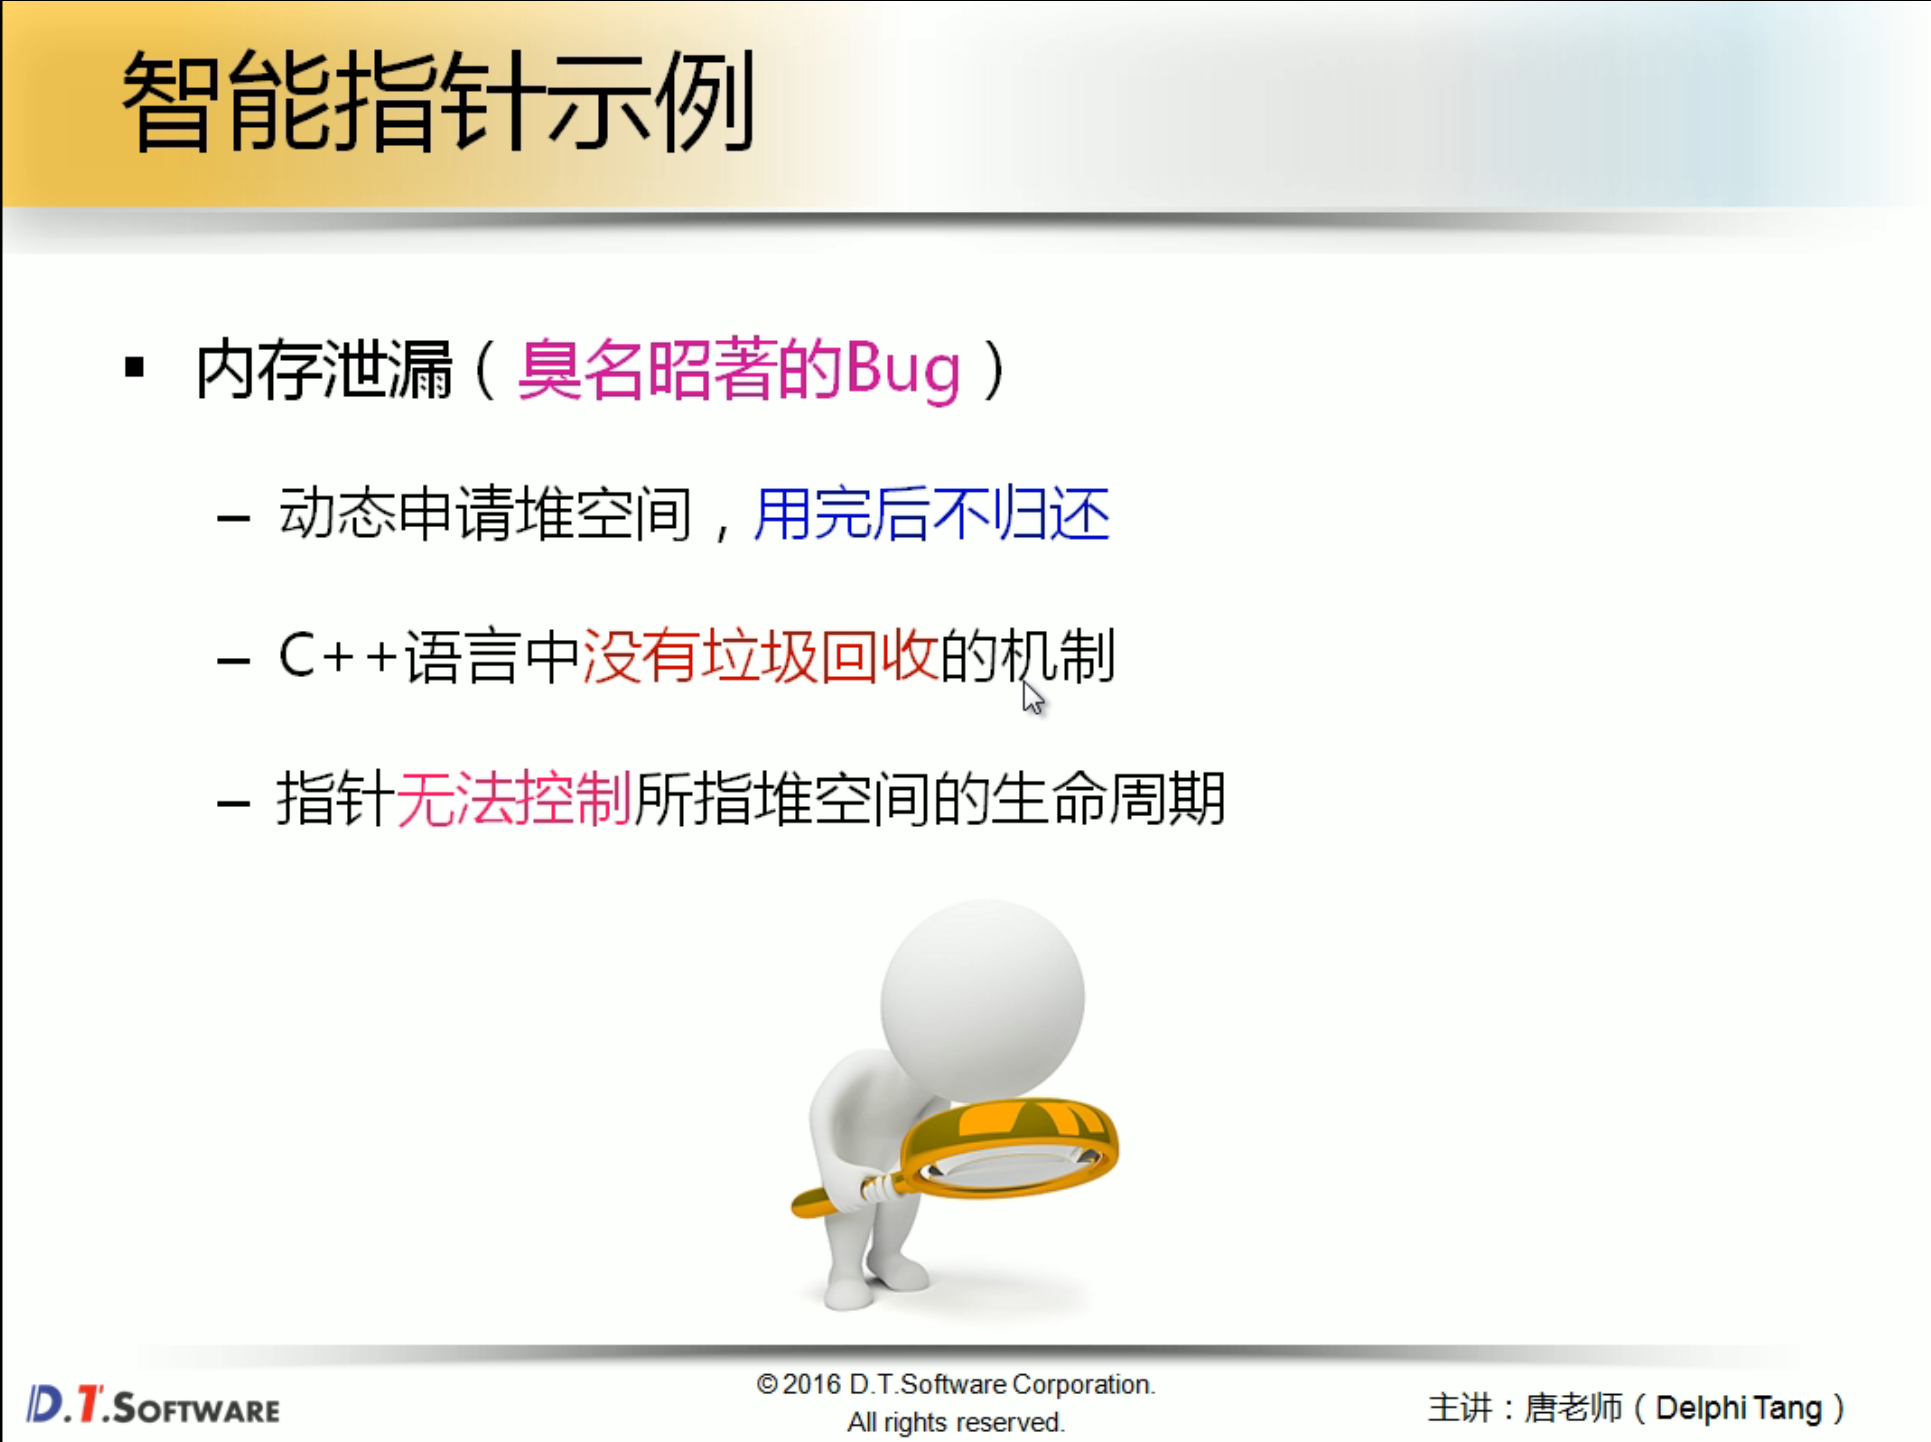 智能指针示例
▪ 内存泄漏（臭名昭著的Bug）
– 动态申请堆空间，用完后不归还
– C++语言中没有垃圾回收的机制
– 指针无法控制所指堆空间的生命周期
D.T.SOFTWARE
© 2016 D.T.Software Corporation.
All rights reserved.
主讲：唐老师（Delphi Tang）